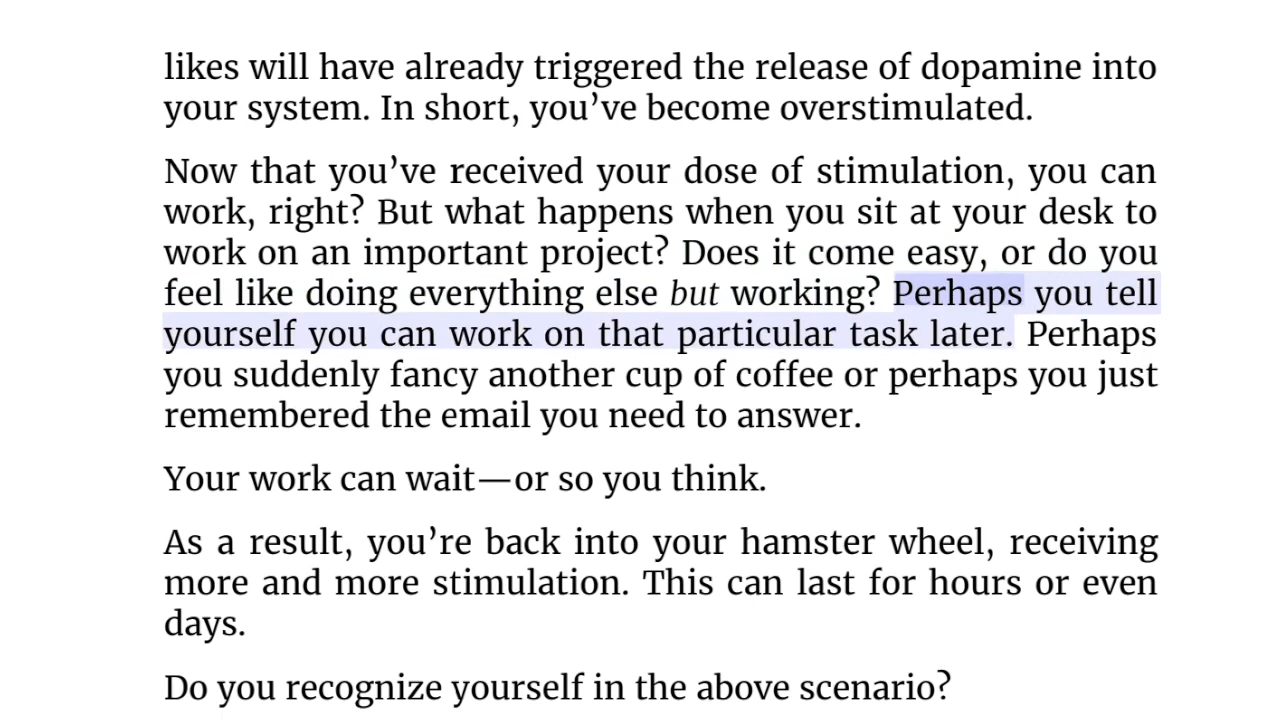 likes will have already triggered the release of dopamine into
your system. In short, you’ve become overstimulated.
Now that you’ve received your dose of stimulation, you can
work, right? But what happens when you sit at your desk to
work on an important project? Does it come easy, or do you
feel like doing everything else but working? Perhaps you tell
yourself you can work on that particular task later. Perhaps
you suddenly fancy another cup of coffee or perhaps you just
remembered the email you need to answer.
Your work can wait—or so you think.
As a result, you’re back into your hamster wheel, receiving
more and more stimulation. This can last for hours or even
days.
Do you recognize yourself in the above scenario?